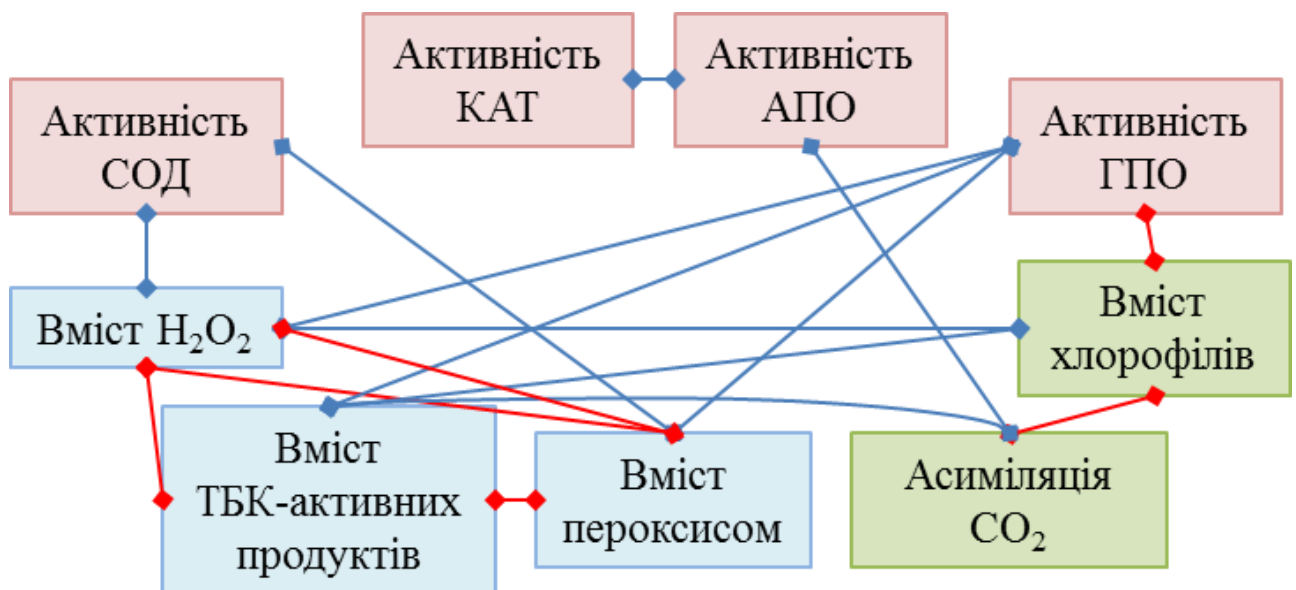 Активність
КАТ
Активність
АПО
Активність
СОД
Активність
ГПО
Вміст H₂O₂
Вміст
хлорофілів
Вміст
ТБК-активних
продуктів
Вміст
пероксисом
Асиміляція
CO₂